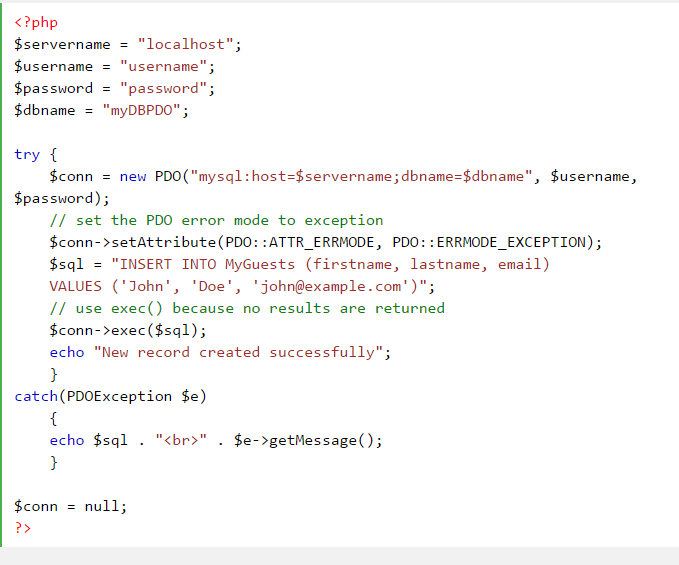 <?php
$servername = "localhost";
$username = "username";
$password = "password";
$dbname = "myDBPDO";

try {
    $conn = new PDO("mysql:host=$servername;dbname=$dbname", $username,
$password);
    // set the PDO error mode to exception
    $conn->setAttribute(PDO::ATTR_ERRMODE, PDO::ERRMODE_EXCEPTION);
    $sql = "INSERT INTO MyGuests (firstname, lastname, email)
    VALUES ('John', 'Doe', 'john@example.com')";
    // use exec() because no results are returned
    $conn->exec($sql);
    echo "New record created successfully";
    }
catch(PDOException $e)
    {
    echo $sql . "<br>" . $e->getMessage();
    }

$conn = null;
?>